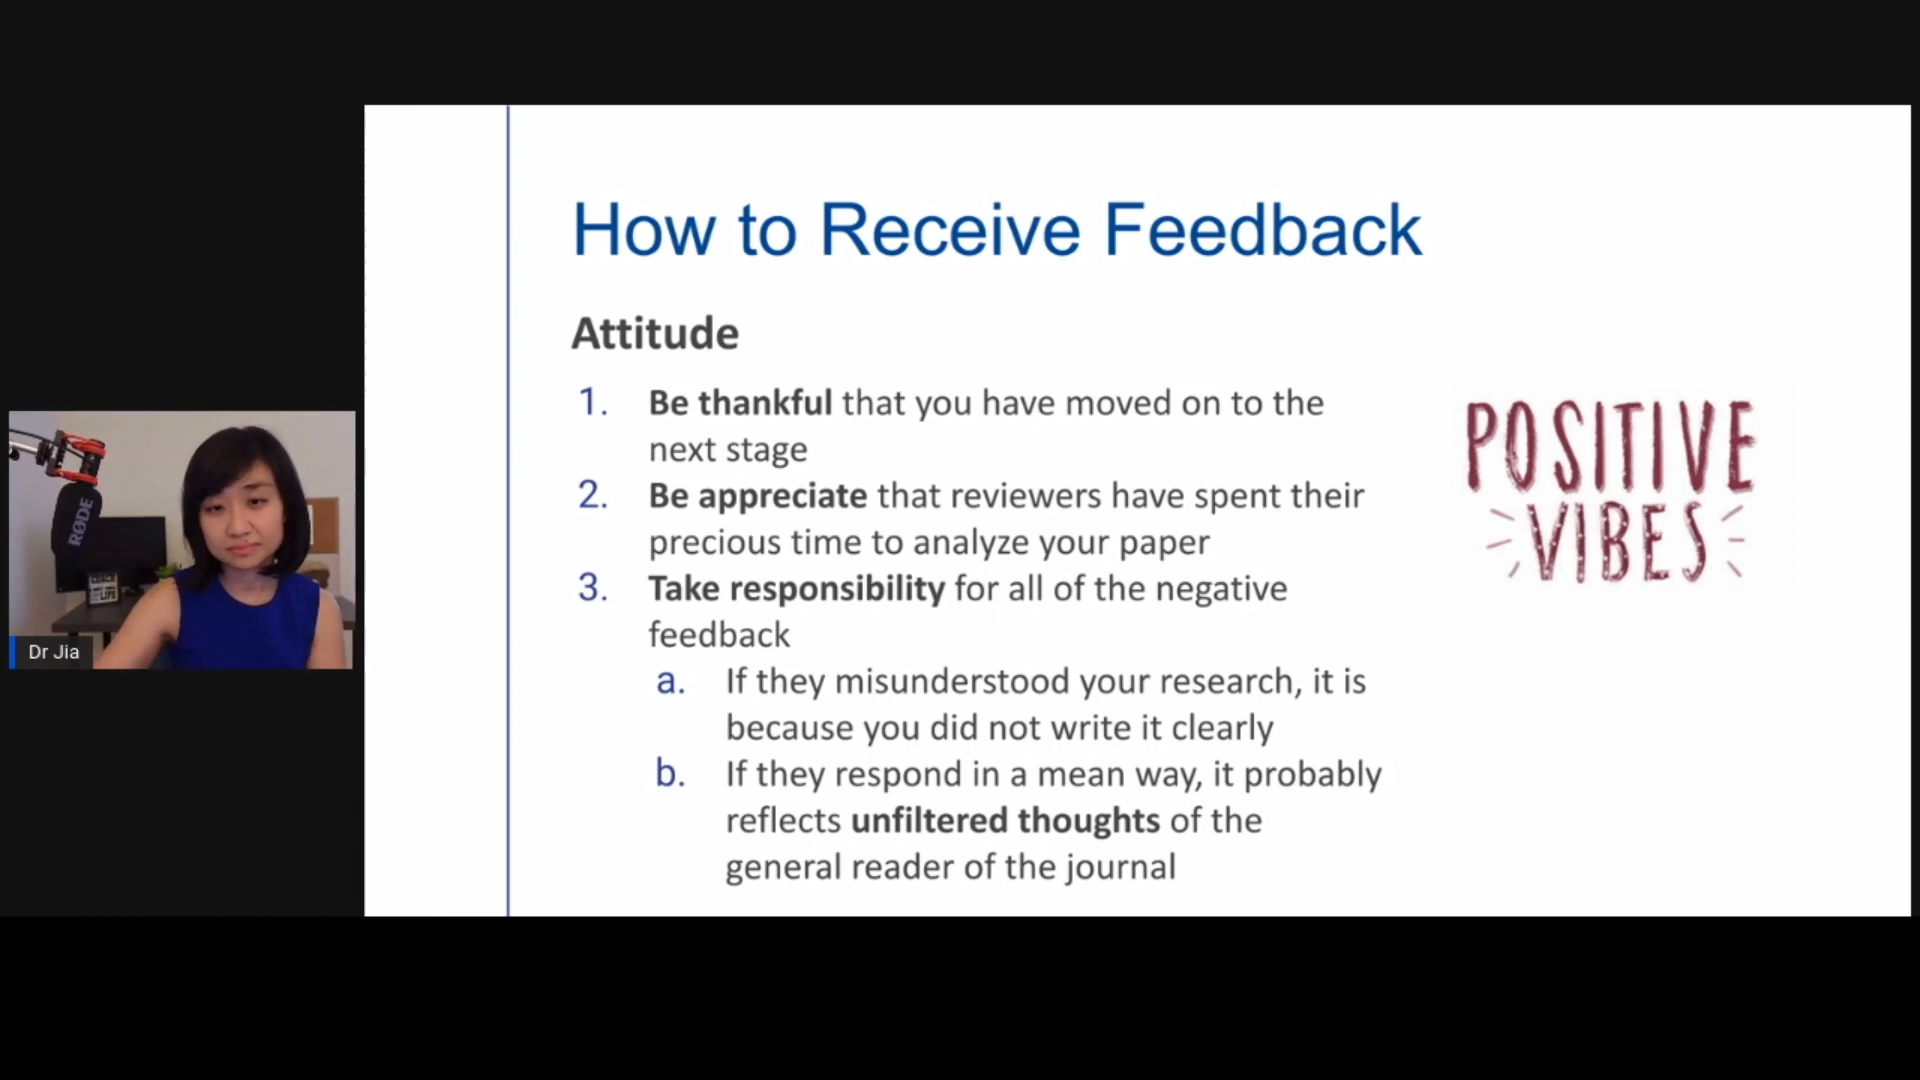 How to Receive Feedback
Attitude
1. Be thankful that you have moved on to the
next stage
2. Be appreciate that reviewers have spent their
precious time to analyze your paper
3. Take responsibility for all of the negative
feedback
a. If they misunderstood your research, it is
because you did not write it clearly
b. If they respond in a mean way, it probably
reflects unfiltered thoughts of the
general reader of the journal
POSITIVE
VIBES
RØDE
Dr Jia